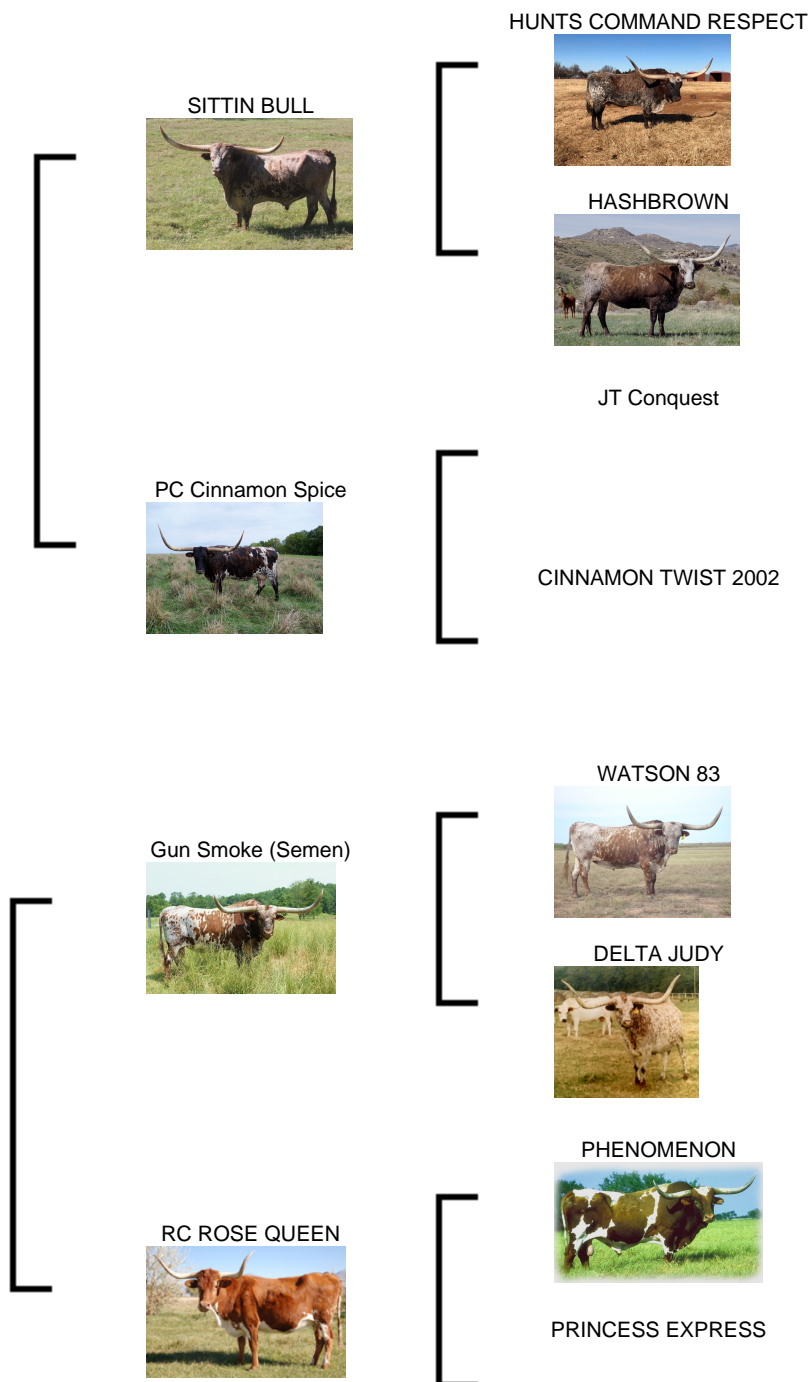 HUNTS COMMAND RESPECT
SITTIN BULL
HASHBROWN
JT Conquest
PC Cinnamon Spice
CINNAMON TWIST 2002
WATSON 83
Gun Smoke (Semen)
DELTA JUDY
PHENOMENON
RC ROSE QUEEN
PRINCESS EXPRESS